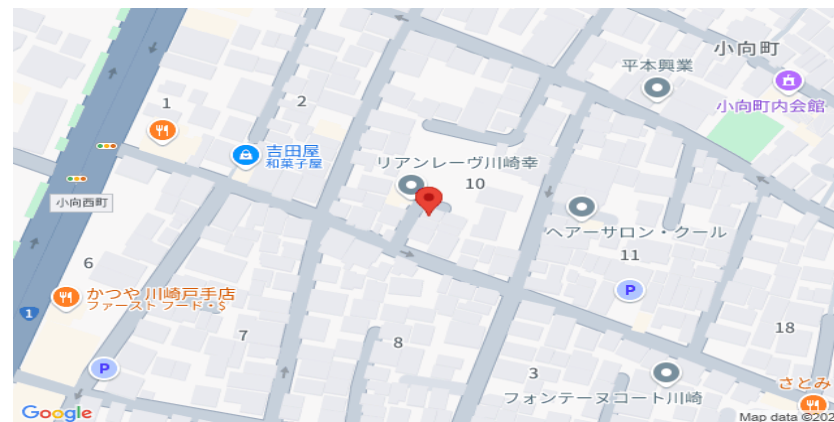 小向町
平本興業
小向町内会館
1
2
吉田屋
和菓子屋
リアンレーヴ川崎幸
10
小向西町
ヘアーサロン・クール
11
P
6
かつや 川崎戸手店
ファースト フード・$
1
7
8
18
P
3
フォンテーヌコート川崎
さとみ
Google
Map data ©202